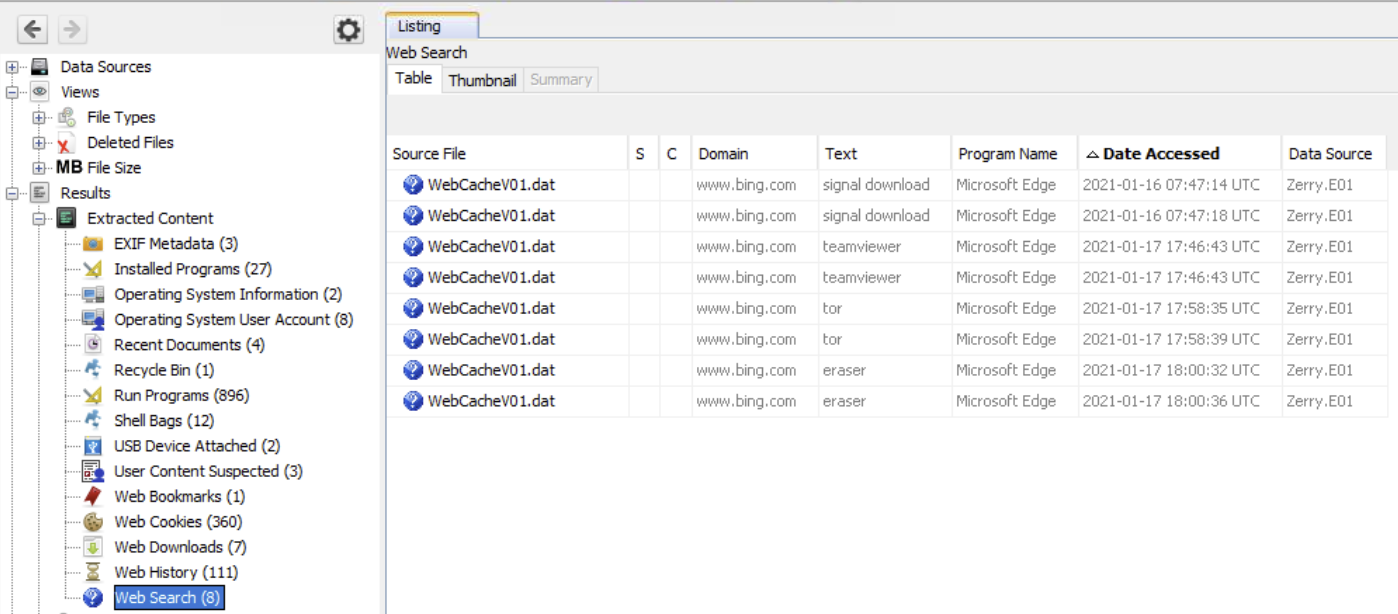 Listing
Web Search
Table Thumbnail Summary
Data Sources
Views
File Types
Deleted Files
MB File Size
Results
Extracted Content
EXIF Metadata (3)
Installed Programs (27)
Operating System Information (2)
Operating System User Account (8)
Recent Documents (4)
Recycle Bin (1)
Run Programs (896)
Shell Bags (12)
USB Device Attached (2)
User Content Suspected (3)
Web Bookmarks (1)
Web Cookies (360)
Web Downloads (7)
Web History (111)
Web Search (8)
Source File S C Domain Text Program Name Date Accessed Data Source
WebCacheV01.dat www.bing.com signal download Microsoft Edge 2021-01-16 07:47:14 UTC Zerry.E01
WebCacheV01.dat www.bing.com signal download Microsoft Edge 2021-01-16 07:47:18 UTC Zerry.E01
WebCacheV01.dat www.bing.com teamviewer Microsoft Edge 2021-01-17 17:46:43 UTC Zerry.E01
WebCacheV01.dat www.bing.com teamviewer Microsoft Edge 2021-01-17 17:46:43 UTC Zerry.E01
WebCacheV01.dat www.bing.com tor Microsoft Edge 2021-01-17 17:58:35 UTC Zerry.E01
WebCacheV01.dat www.bing.com tor Microsoft Edge 2021-01-17 17:58:39 UTC Zerry.E01
WebCacheV01.dat www.bing.com eraser Microsoft Edge 2021-01-17 18:00:32 UTC Zerry.E01
WebCacheV01.dat www.bing.com eraser Microsoft Edge 2021-01-17 18:00:36 UTC Zerry.E01